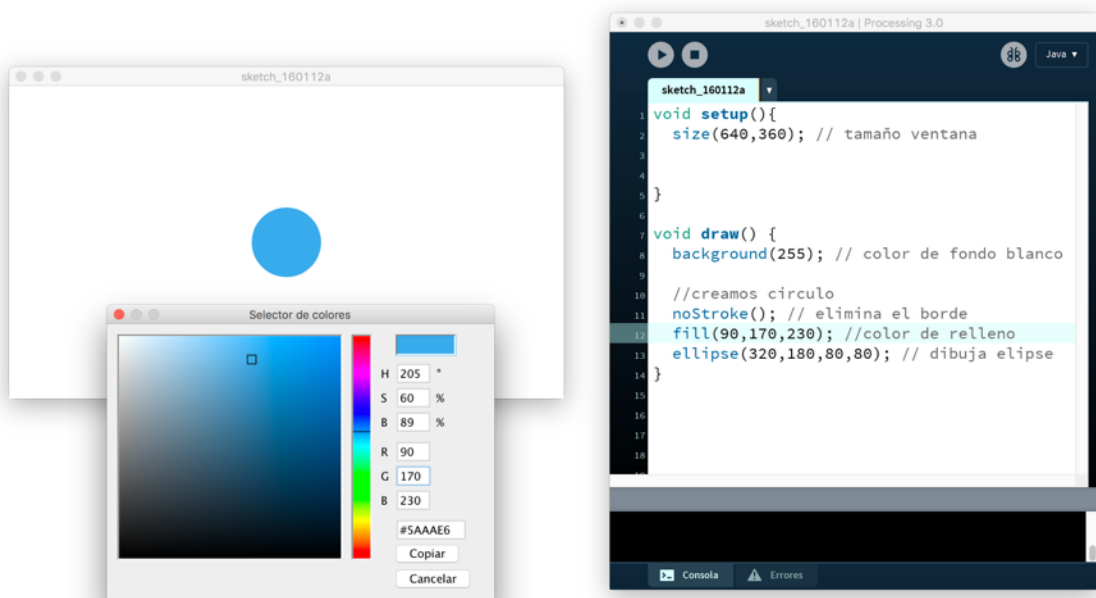 sketch_160112a
Selector de colores
H 205 °
S 60 %
B 89 %
R 90
G 170
B 230
#5AAAE6
Copiar
Cancelar
sketch_160112a | Processing 3.0
Java ▼
sketch_160112a ▼
1 void setup(){
2 size(640,360); // tamaño ventana
3
4
5 }
6
7 void draw() {
8 background(255); // color de fondo blanco
9
10 //creamos circulo
11 noStroke(); // elimina el borde
12 fill(90,170,230); //color de relleno
13 ellipse(320,180,80,80); // dibuja elipse
14 }
15
16
17
18
Consola Errores